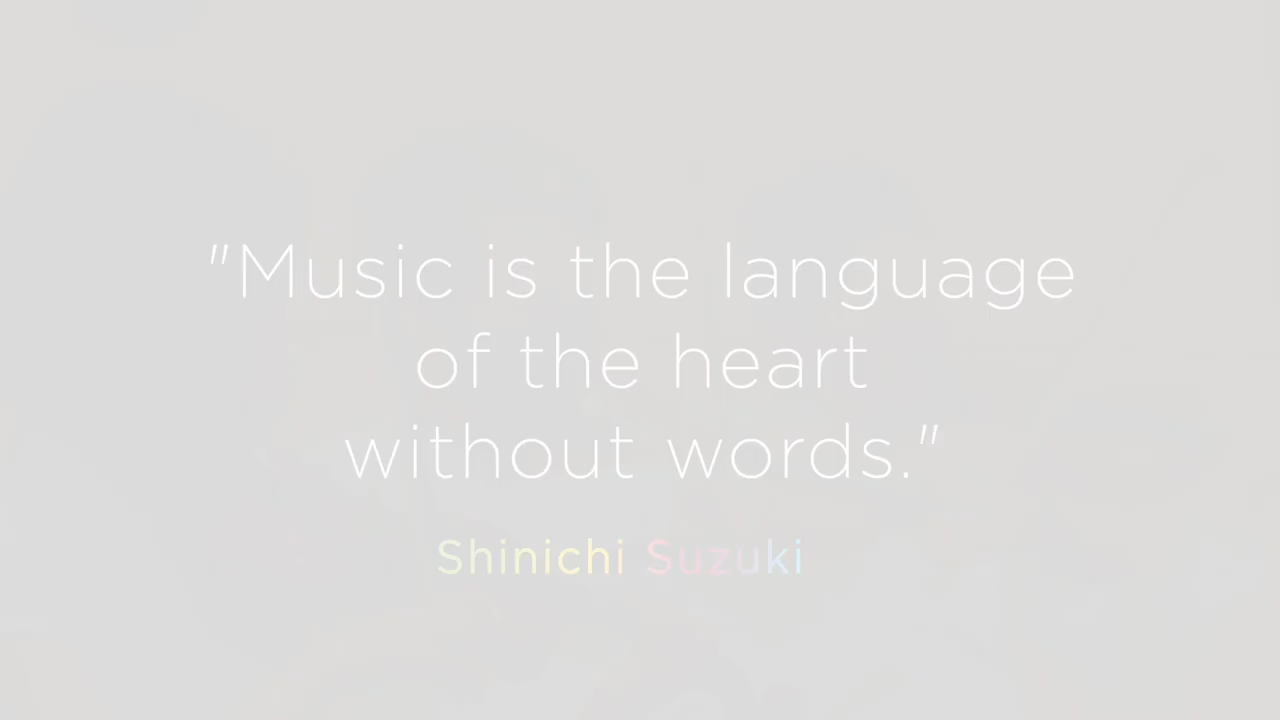 "Music is the language
of the heart
without words."
Shinichi Suzuki